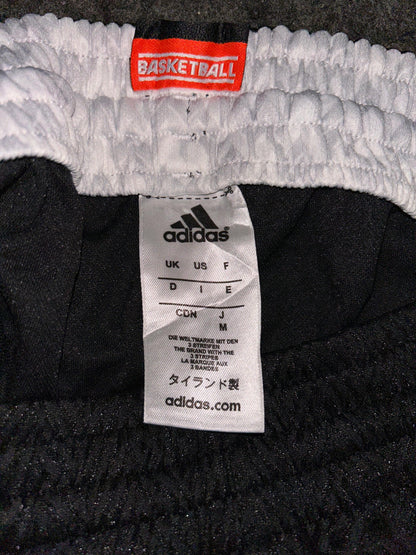 BASKETBALL
adidas
UK US F
D I E
CDN J
M
DIE WELTMARKE MIT DEN
3 STREIFEN
THE BRAND WITH THE
3 STRIPES
LA MARQUE AUX
3 BANDES
タイランド製
adidas.com